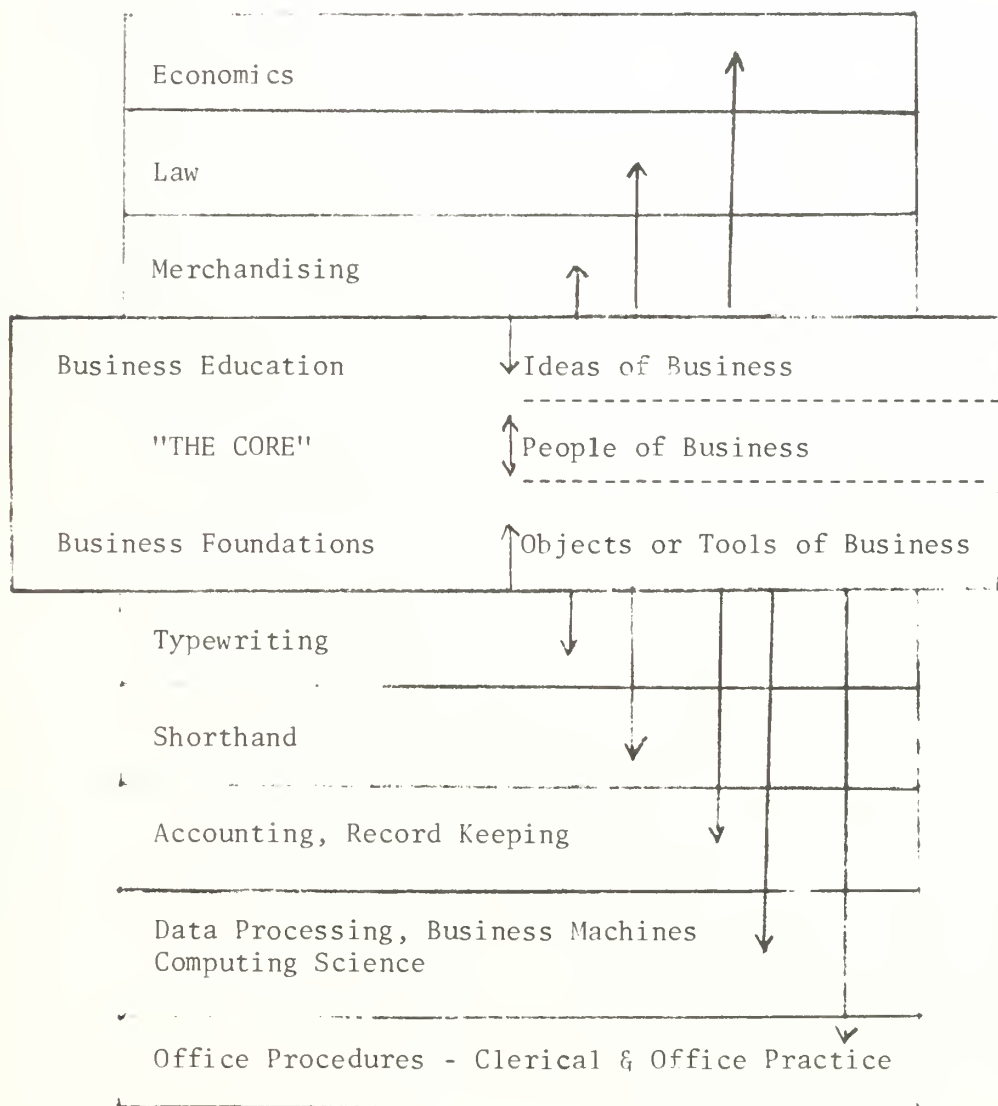 Economics
Law
Merchandising
Business Education
Ideas of Business
"THE CORE"
People of Business
Business Foundations
Objects or Tools of Business
Typewriting
Shorthand
Accounting, Record Keeping
Data Processing, Business Machines
Computing Science
Office Procedures - Clerical & Office Practice